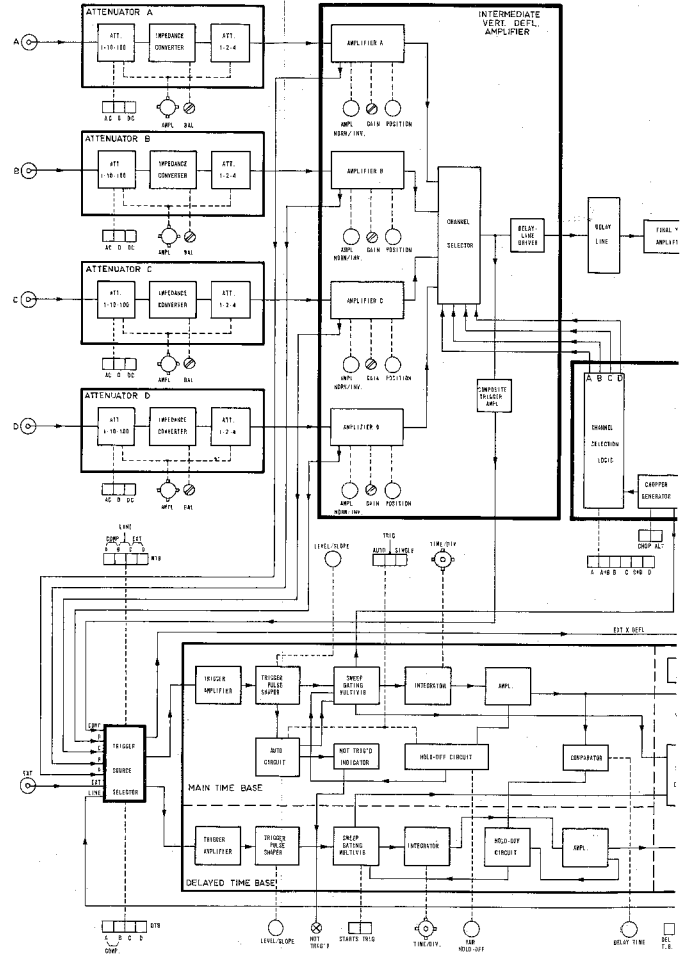 ATTENUATOR A
A
ATT.
1-10-100
IMPEDANCE
CONVERTER
ATT.
1-2-4
AC 0 DC
AMPL
BAL
INTERMEDIATE
VERT. DEFL.
AMPLIFIER
AMPLIFIER A
AMPL
NORM/INV.
GAIN
POSITION
ATTENUATOR B
B
ATT.
1-10-100
IMPEDANCE
CONVERTER
ATT.
1-2-4
AC 0 DC
AMPL
BAL
AMPLIFIER B
AMPL
NORM/INV.
GAIN
POSITION
CHANNEL
SELECTOR
DELAY-
LINE
DRIVER
DELAY
LINE
FINAL Y
ATTENUATOR C
C
ATT.
1-10-100
IMPEDANCE
CONVERTER
ATT.
1-2-4
AC 0 DC
AMPL
BAL
AMPLIFIER C
AMPL
NORM/INV.
GAIN
POSITION
COMPOSITE
TRIGGER
AMPL
A B C D
CHANNEL
SELECTION
LOGIC
CHOPPER
GENERATOR
CHOP ALT
A A+B B C C+D D
ATTENUATOR D
D
ATT.
1-10-100
IMPEDANCE
CONVERTER
ATT.
1-2-4
AC 0 DC
AMPL
BAL
AMPLIFIER D
AMPL
NORM/INV.
GAIN
POSITION
LINE
COMP EXT
A B C D
MTB
LEVEL/SLOPE
TRIG
AUTO SINGLE
TIME/DIV
EXT X DEFL
TRIGGER
AMPLIFIER
TRIGGER
PULSE
SHAPER
SWEEP
GATING
MULTIVIB
INTEGRATOR
AMPL.
AUTO
CIRCUIT
NOT TRIG'D
INDICATOR
HOLD-OFF CIRCUIT
COMPARATOR
MAIN TIME BASE
COMP
D
C
B
A
EXT
LINE
TRIGGER
SOURCE
SELECTOR
EXT
TRIGGER
AMPLIFIER
TRIGGER
PULSE
SHAPER
SWEEP
GATING
MULTIVIB
INTEGRATOR
HOLD-OFF
CIRCUIT
AMPL.
DELAYED TIME BASE
A B C D
COMP.
DTB
LEVEL/SLOPE
NOT
TRIG'D
STARTS TRIG
TIME/DIV.
VAR
HOLD-OFF
DELAY TIME
DEL
T.B.